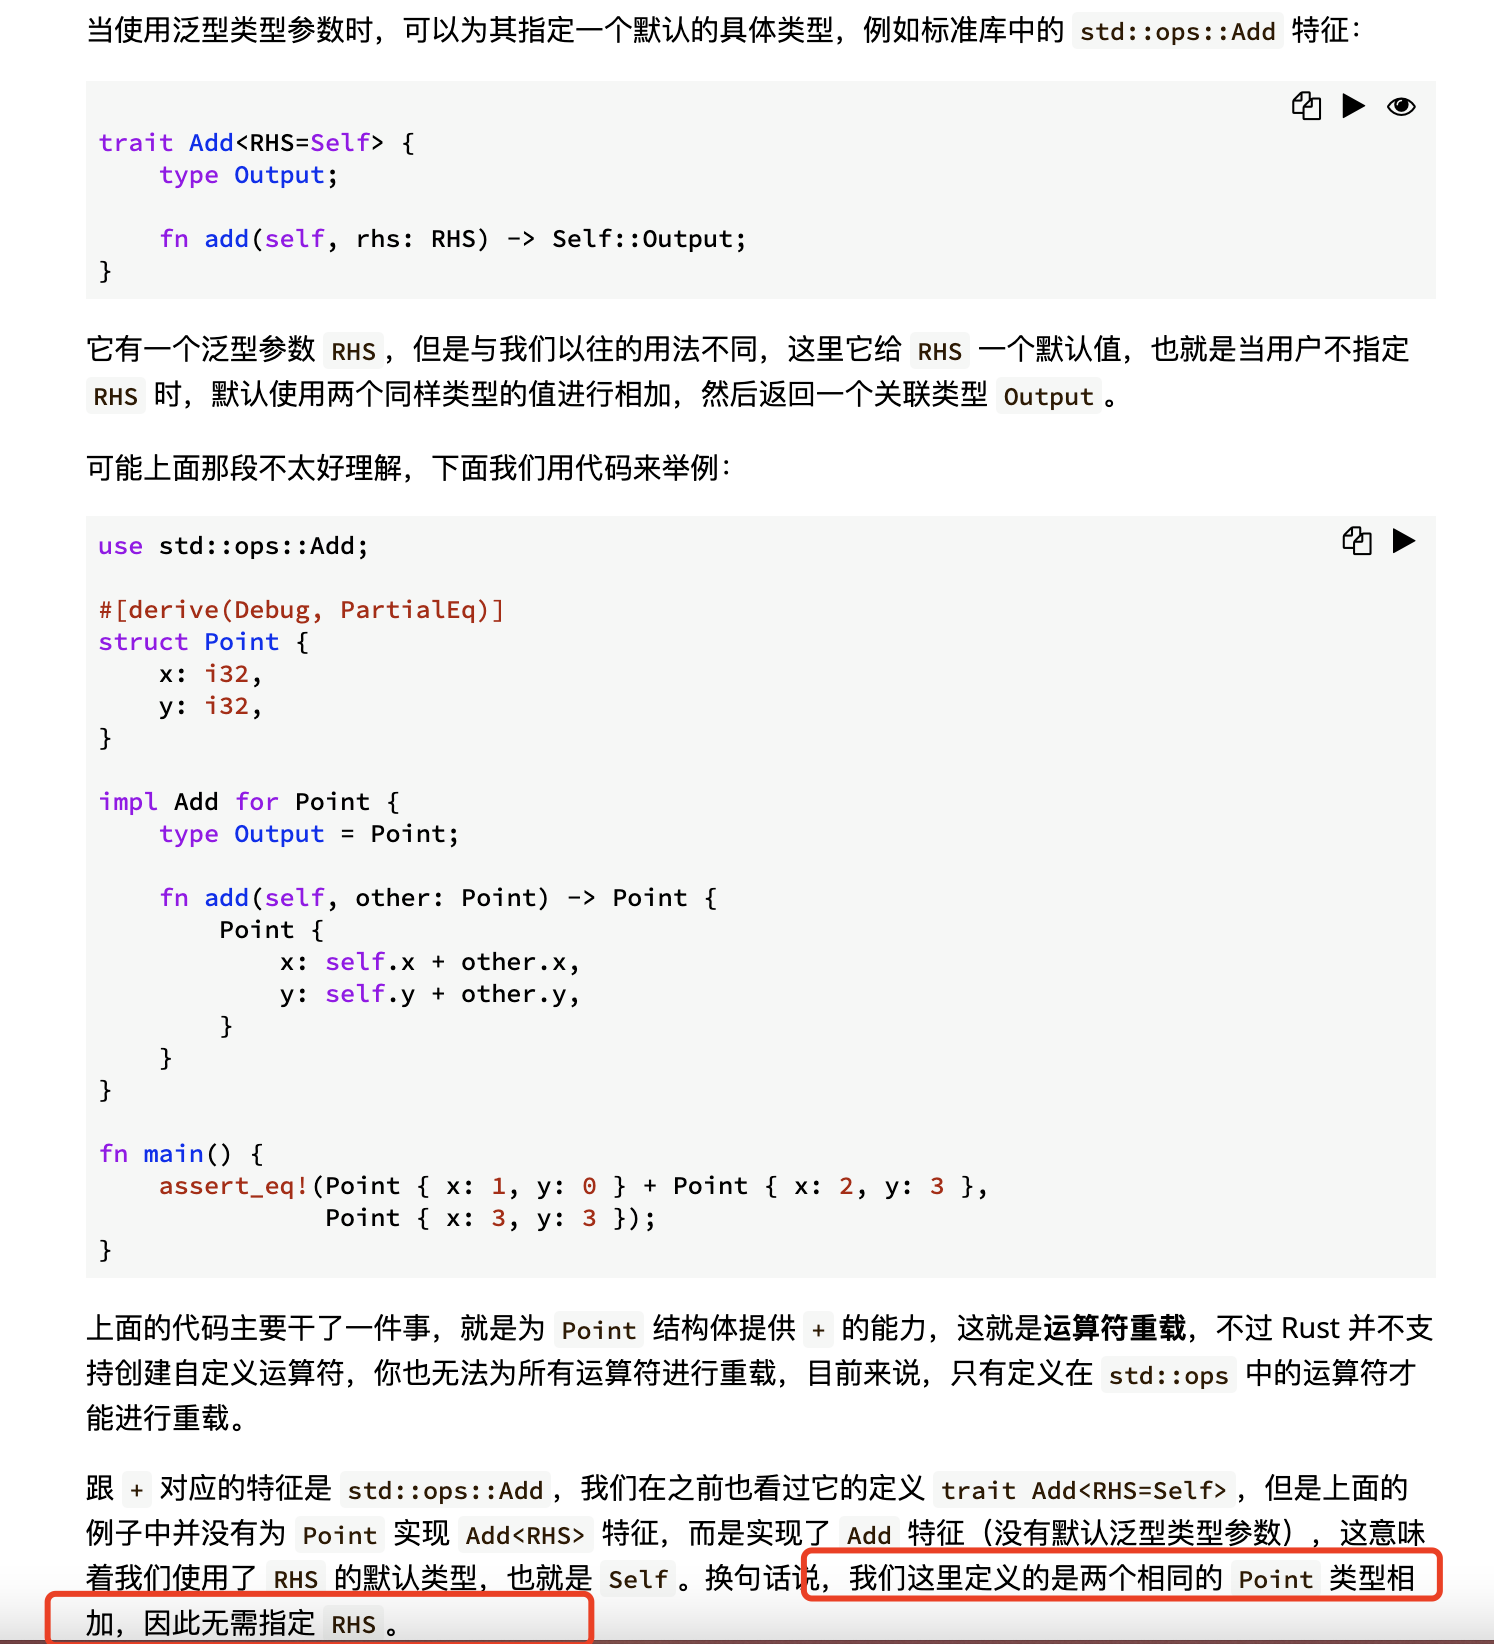 当使用泛型类型参数时，可以为其指定一个默认的具体类型，例如标准库中的 std::ops::Add 特征：
trait Add<RHS=Self> {
    type Output;
    fn add(self, rhs: RHS) -> Self::Output;
}
它有一个泛型参数 RHS，但是与我们以往的用法不同，这里它给 RHS 一个默认值，也就是当用户不指定
RHS 时，默认使用两个同样类型的值进行相加，然后返回一个关联类型 Output。
可能上面那段不太好理解，下面我们用代码来举例：
use std::ops::Add;
#[derive(Debug, PartialEq)]
struct Point {
    x: i32,
    y: i32,
}
impl Add for Point {
    type Output = Point;
    fn add(self, other: Point) -> Point {
        Point {
            x: self.x + other.x,
            y: self.y + other.y,
        }
    }
}
fn main() {
    assert_eq!(Point { x: 1, y: 0 } + Point { x: 2, y: 3 },
               Point { x: 3, y: 3 });
}
上面的代码主要干了一件事，就是为 Point 结构体提供 + 的能力，这就是运算符重载，不过 Rust 并不支
持创建自定义运算符，你也无法为所有运算符进行重载，目前来说，只有定义在 std::ops 中的运算符才
能进行重载。
跟 + 对应的特征是 std::ops::Add，我们在之前也看过它的定义 trait Add<RHS=Self>，但是上面的
例子中并没有为 Point 实现 Add<RHS> 特征，而是实现了 Add 特征（没有默认泛型类型参数），这意味
着我们使用了 RHS 的默认类型，也就是 Self。换句话说，我们这里定义的是两个相同的 Point 类型相
加，因此无需指定 RHS。